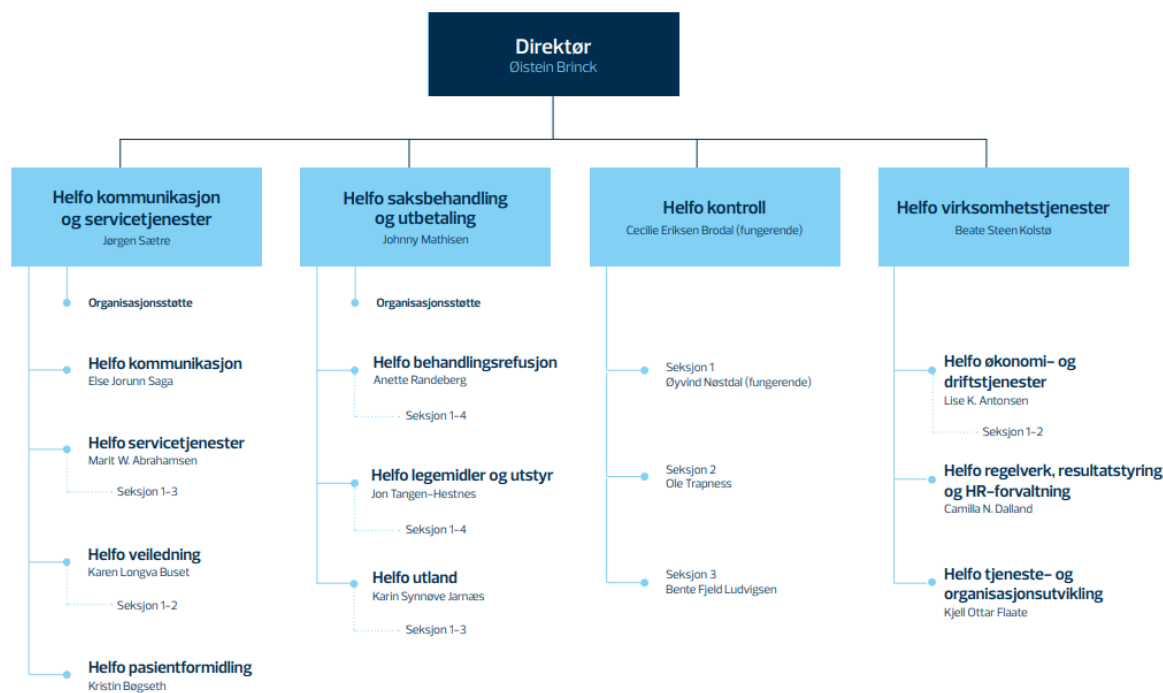 Direktør
Øistein Brinck
Helfo kommunikasjon
og servicetjenester
Jørgen Sætre
Organisasjonsstøtte
Helfo kommunikasjon
Else Jorunn Saga
Helfo servicetjenester
Marit W. Abrahamsen
Seksjon 1-3
Helfo veiledning
Karen Longva Buset
Seksjon 1-2
Helfo pasientformidling
Kristin Bøgseth
Helfo saksbehandling
og utbetaling
Johnny Mathisen
Organisasjonsstøtte
Helfo behandlingsrefusjon
Anette Randeberg
Seksjon 1-4
Helfo legemidler og utstyr
Jon Tangen-Hestnes
Seksjon 1-4
Helfo utland
Karin Synnøve Jarnæs
Seksjon 1-3
Helfo kontroll
Cecilie Eriksen Brodal (fungerende)
Seksjon 1
Øyvind Nøstdal (fungerende)
Seksjon 2
Ole Trapness
Seksjon 3
Bente Fjeld Ludvigsen
Helfo virksomhetstjenester
Beate Steen Kolstø
Helfo økonomi- og
driftstjenester
Lise K. Antonsen
Seksjon 1-2
Helfo regelverk, resultatstyring
og HR-forvaltning
Camilla N. Dalland
Helfo tjeneste- og
organisasjonsutvikling
Kjell Ottar Flaate